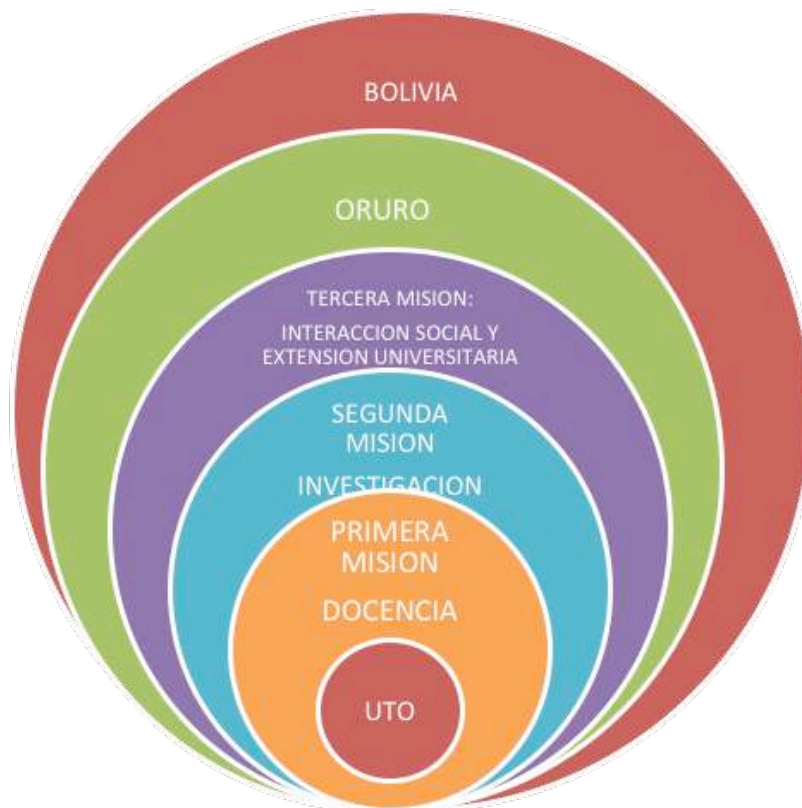 BOLIVIA
ORURO
TERCERA MISION:
INTERACCION SOCIAL Y
EXTENSION UNIVERSITARIA
SEGUNDA
MISION
INVESTIGACION
PRIMERA
MISION
DOCENCIA
UTO